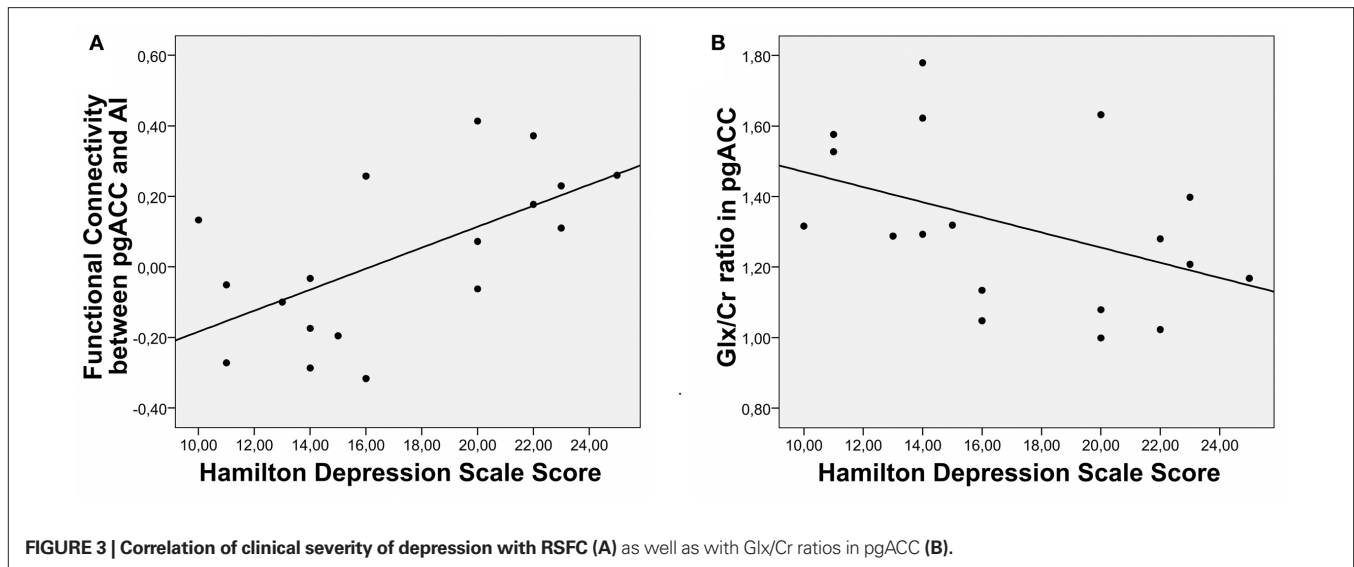 A
Functional Connectivity
between pgACC and AI
0,60
0,40
0,20
0,00
-0,20
-0,40
10,00 12,00 14,00 16,00 18,00 20,00 22,00 24,00
Hamilton Depression Scale Score
B
Glx/Cr ratio in pgACC
1,80
1,60
1,40
1,20
1,00
0,80
10,00 12,00 14,00 16,00 18,00 20,00 22,00 24,00
Hamilton Depression Scale Score
FIGURE 3 | Correlation of clinical severity of depression with RSFC (A) as well as with Glx/Cr ratios in pgACC (B).